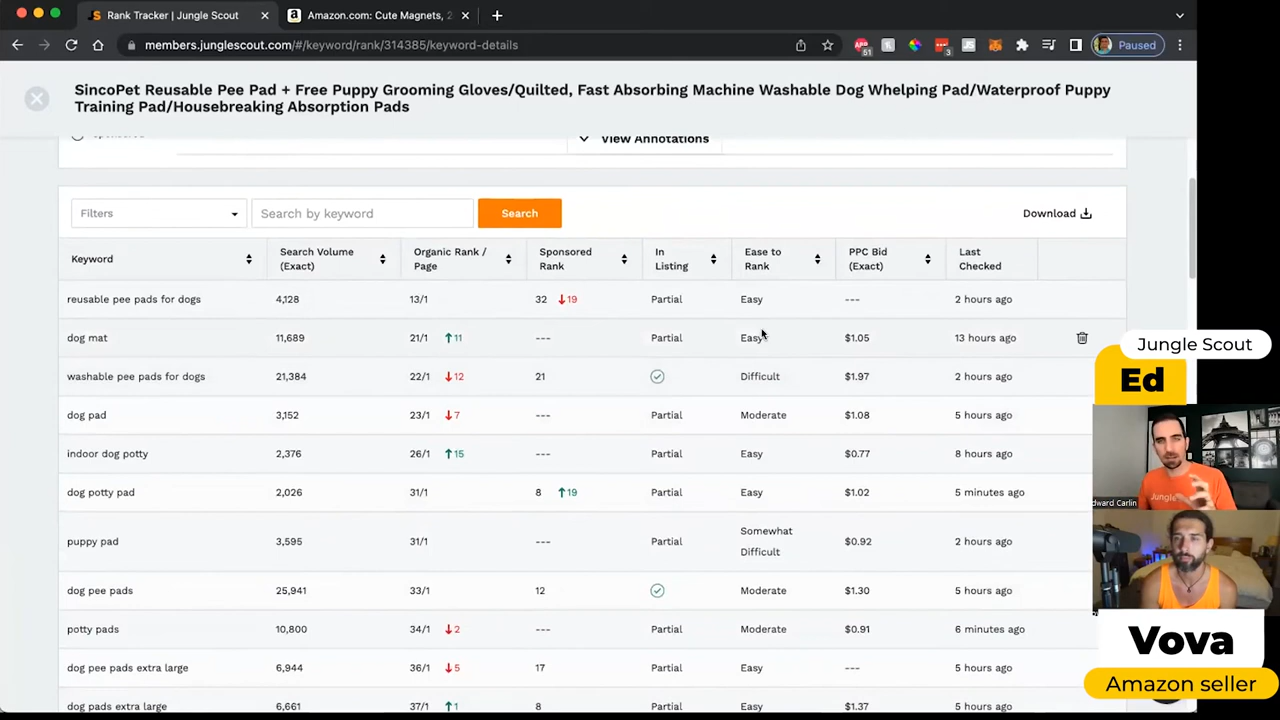 Rank Tracker | Jungle Scout
Amazon.com: Cute Magnets, 2
members.junglescout.com/#/keyword/rank/314385/keyword-details
51
3
Paused
SincoPet Reusable Pee Pad + Free Puppy Grooming Gloves/Quilted, Fast Absorbing Machine Washable Dog Whelping Pad/Waterproof Puppy
Training Pad/Housebreaking Absorption Pads
View Annotations
Filters
Search by keyword
Search
Download
Keyword
Search Volume
(Exact)
Organic Rank /
Page
Sponsored
Rank
In
Listing
Ease to
Rank
PPC Bid
(Exact)
Last
Checked
reusable pee pads for dogs 4,128 13/1 32 19 Partial Easy --- 2 hours ago
dog mat 11,689 21/1 11 --- Partial Easy $1.05 13 hours ago
washable pee pads for dogs 21,384 22/1 12 21 Difficult $1.97 2 hours ago
dog pad 3,152 23/1 7 --- Partial Moderate $1.08 5 hours ago
indoor dog potty 2,376 26/1 15 --- Partial Easy $0.77 8 hours ago
dog potty pad 2,026 31/1 8 19 Partial Easy $1.02 5 minutes ago
puppy pad 3,595 31/1 --- Partial Somewhat Difficult $0.92 2 hours ago
dog pee pads 25,941 33/1 12 Moderate $1.30 5 hours ago
potty pads 10,800 34/1 2 --- Partial Moderate $0.91 6 minutes ago
dog pee pads extra large 6,944 36/1 5 17 Partial Easy --- 5 hours ago
dog pads extra large 6,661 37/1 1 8 Partial Easy $1.37 5 hours ago
Jungle Scout
Ed
dward Carlin
Vova
Amazon seller